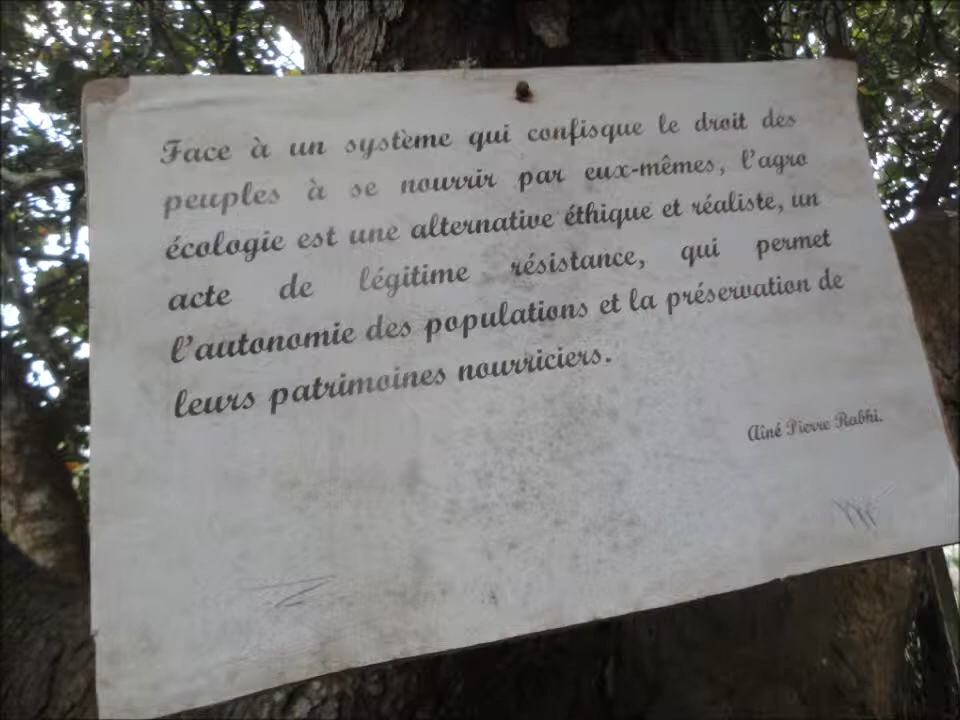 Face à un système qui confisque le droit des
peuples à se nourrir par eux-mêmes, l'agro
écologie est une alternative éthique et réaliste, un
acte de légitime résistance, qui permet
l'autonomie des populations et la préservation de
leurs patrimoines nourriciers.
Aîné Pierre Rabhi.